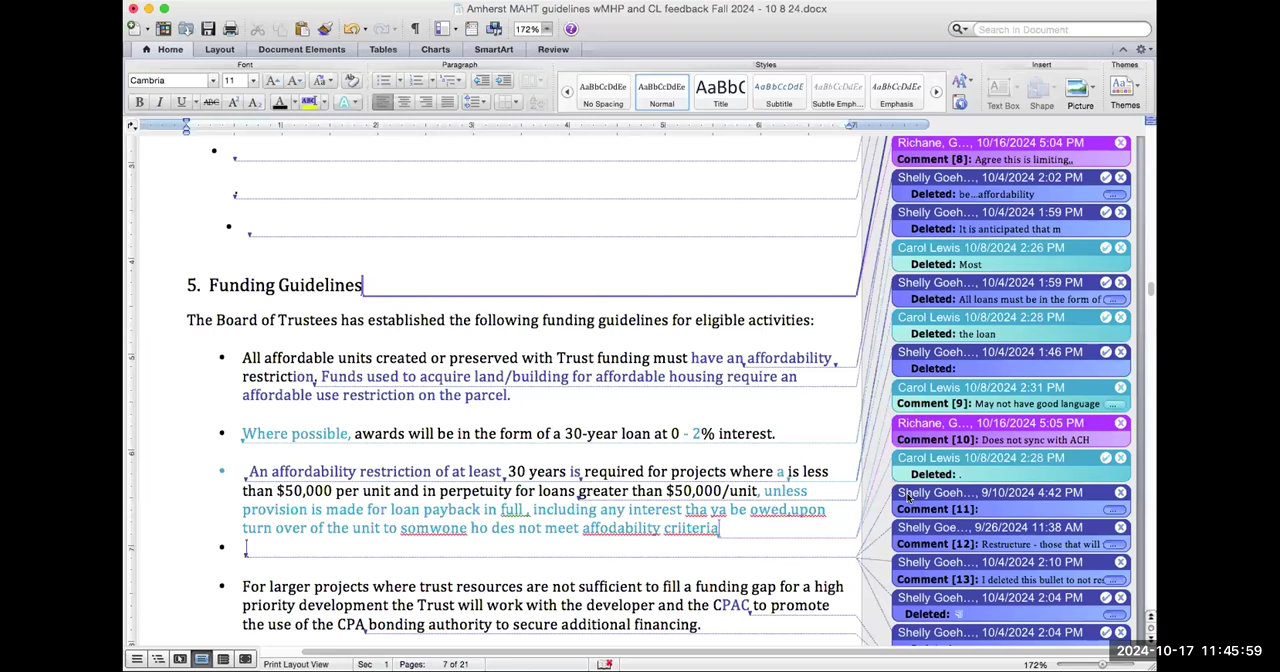 Amherst MAHT guidelines wMHP and CL feedback Fall 2024 - 10 8 24.docx
172%
Search in Document
Home
Layout
Document Elements
Tables
Charts
SmartArt
Review
Font
Paragraph
Styles
Insert
Themes
Cambria
11
AaBbCcDdEe
No Spacing
AaBbCcDdEe
Normal
AaBbC
Title
AaBbCcDdE
Subtitle
AaBbCcDdEe
Subtle Emph...
AaBbCcDdEe
Emphasis
Text Box
Shape
Picture
Themes
5. Funding Guidelines
The Board of Trustees has established the following funding guidelines for eligible activities:
• All affordable units created or preserved with Trust funding must have an affordability
restriction. Funds used to acquire land/building for affordable housing require an
affordable use restriction on the parcel.
• Where possible, awards will be in the form of a 30-year loan at 0 - 2% interest.
• An affordability restriction of at least 30 years is required for projects where a is less
than $50,000 per unit and in perpetuity for loans greater than $50,000/unit, unless
provision is made for loan payback in full , including any interest tha ya be owed,upon
turn over of the unit to somwone ho des not meet affodability criiteria
• For larger projects where trust resources are not sufficient to fill a funding gap for a high
priority development the Trust will work with the developer and the CPAC to promote
the use of the CPA bonding authority to secure additional financing.
Richane, G..., 10/16/2024 5:04 PM
Comment [8]: Agree this is limiting,,
Shelly Goeh..., 10/4/2024 2:02 PM
Deleted: be...affordability
Shelly Goeh..., 10/4/2024 1:59 PM
Deleted: It is anticipated that m
Carol Lewis 10/8/2024 2:26 PM
Deleted: Most
Shelly Goeh..., 10/4/2024 1:59 PM
Deleted: All loans must be in the form of
Carol Lewis 10/8/2024 2:28 PM
Deleted: the loan
Shelly Goeh..., 10/4/2024 1:46 PM
Deleted:
Carol Lewis 10/8/2024 2:31 PM
Comment [9]: May not have good language
Richane, G..., 10/16/2024 5:05 PM
Comment [10]: Does not sync with ACH
Carol Lewis 10/8/2024 2:28 PM
Deleted: .
Shelly Goeh..., 9/10/2024 4:42 PM
Comment [11]:
Shelly Goeh..., 9/26/2024 11:38 AM
Comment [12]: Restructure - those that will
Shelly Goeh..., 10/4/2024 2:10 PM
Comment [13]: I deleted this bullet to not res
Shelly Goeh..., 10/4/2024 2:04 PM
Deleted:
Shelly Goeh..., 10/4/2024 2:04 PM
Print Layout View
Sec 1
Pages: 7 of 21
172%
2024-10-17 11:45:59